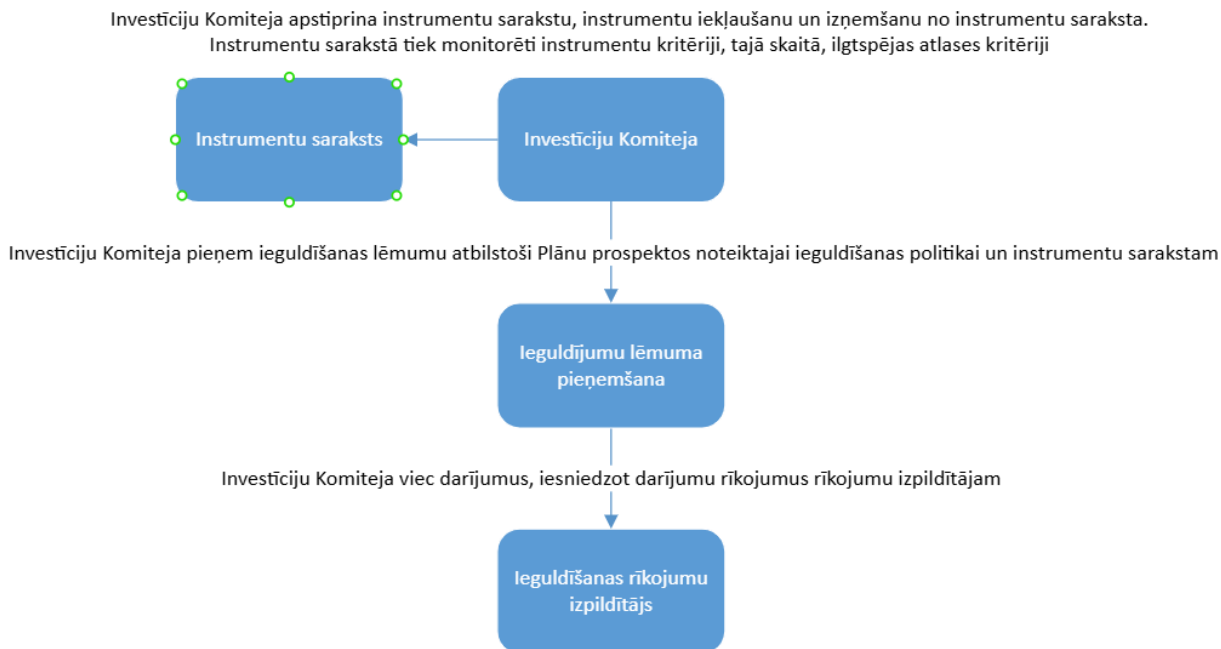 Investīciju Komiteja apstiprina instrumentu sarakstu, instrumentu iekļaušanu un izņemšanu no instrumentu saraksta.
Instrumentu sarakstā tiek monitorēti instrumentu kritēriji, tajā skaitā, ilgtspējas atlases kritēriji
Instrumentu saraksts
Investīciju Komiteja
Investīciju Komiteja pieņem ieguldīšanas lēmumu atbilstoši Plānu prospektos noteiktajai ieguldīšanas politikai un instrumentu sarakstam
Ieguldījumu lēmuma
pieņemšana
Investīciju Komiteja viec darījumus, iesniedzot darījumu rīkojumus rīkojumu izpildītājam
Ieguldīšanas rīkojumu
izpildītājs